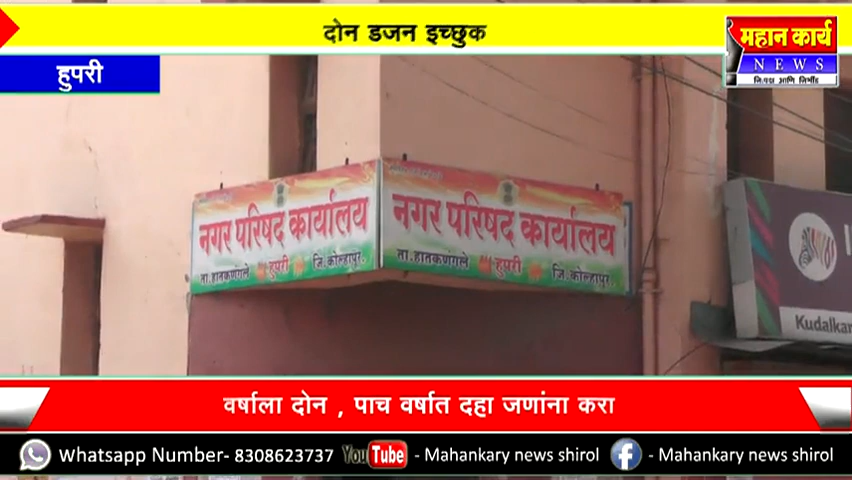 दोन डजन इच्छुक
महान कार्य
NEWS
हुपरी
नगर परिषद कार्यालय
ता.हातकणंगले हुपरी जि.कोल्हापूर.
नगर परिषद कार्यालय
ता.हातकणंगले हुपरी जि.कोल्हापूर.
Kudalkar
वर्षाला दोन , पाच वर्षात दहा जणांना करा
Whatsapp Number- 8308623737 YouTube - Mahankary news shirol f - Mahankary news shirol